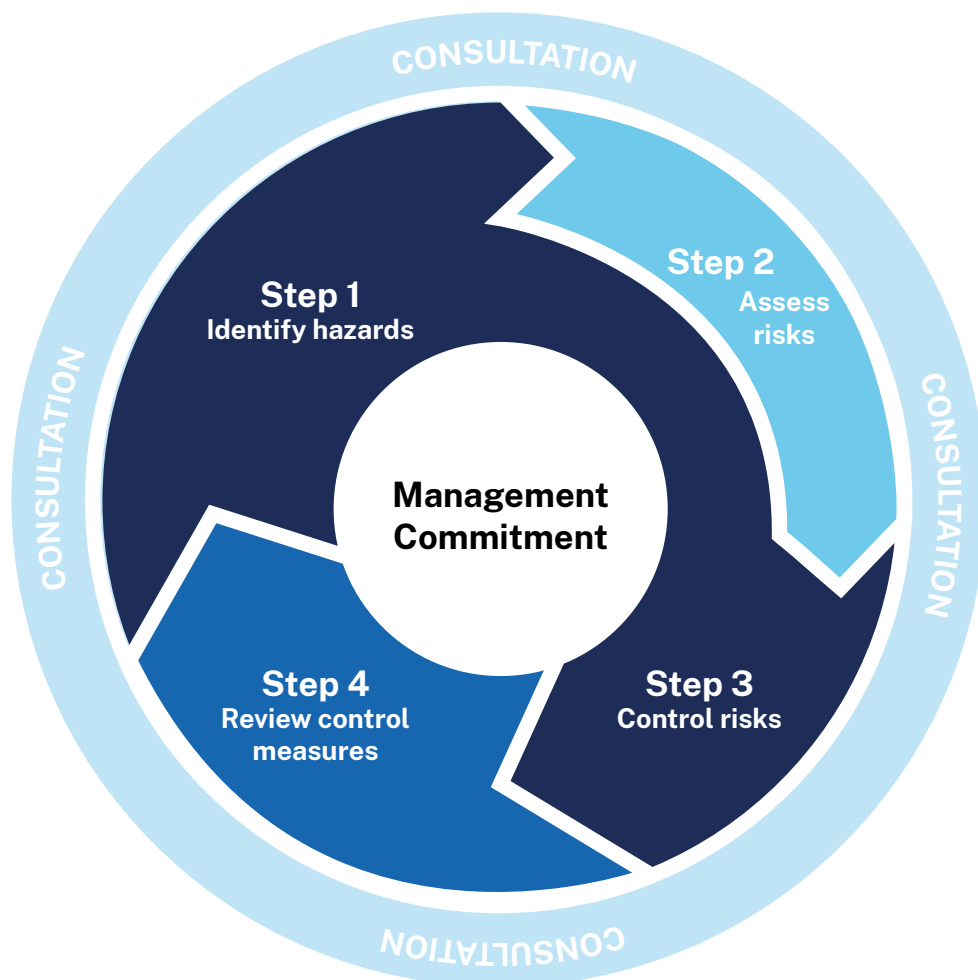 CONSULTATION
Step 1
Identify hazards
Step 2
Assess
risks
CONSULTATION
CONSULTATION
Management
Commitment
Step 4
Review control
measures
Step 3
Control risks
CONSULTATION